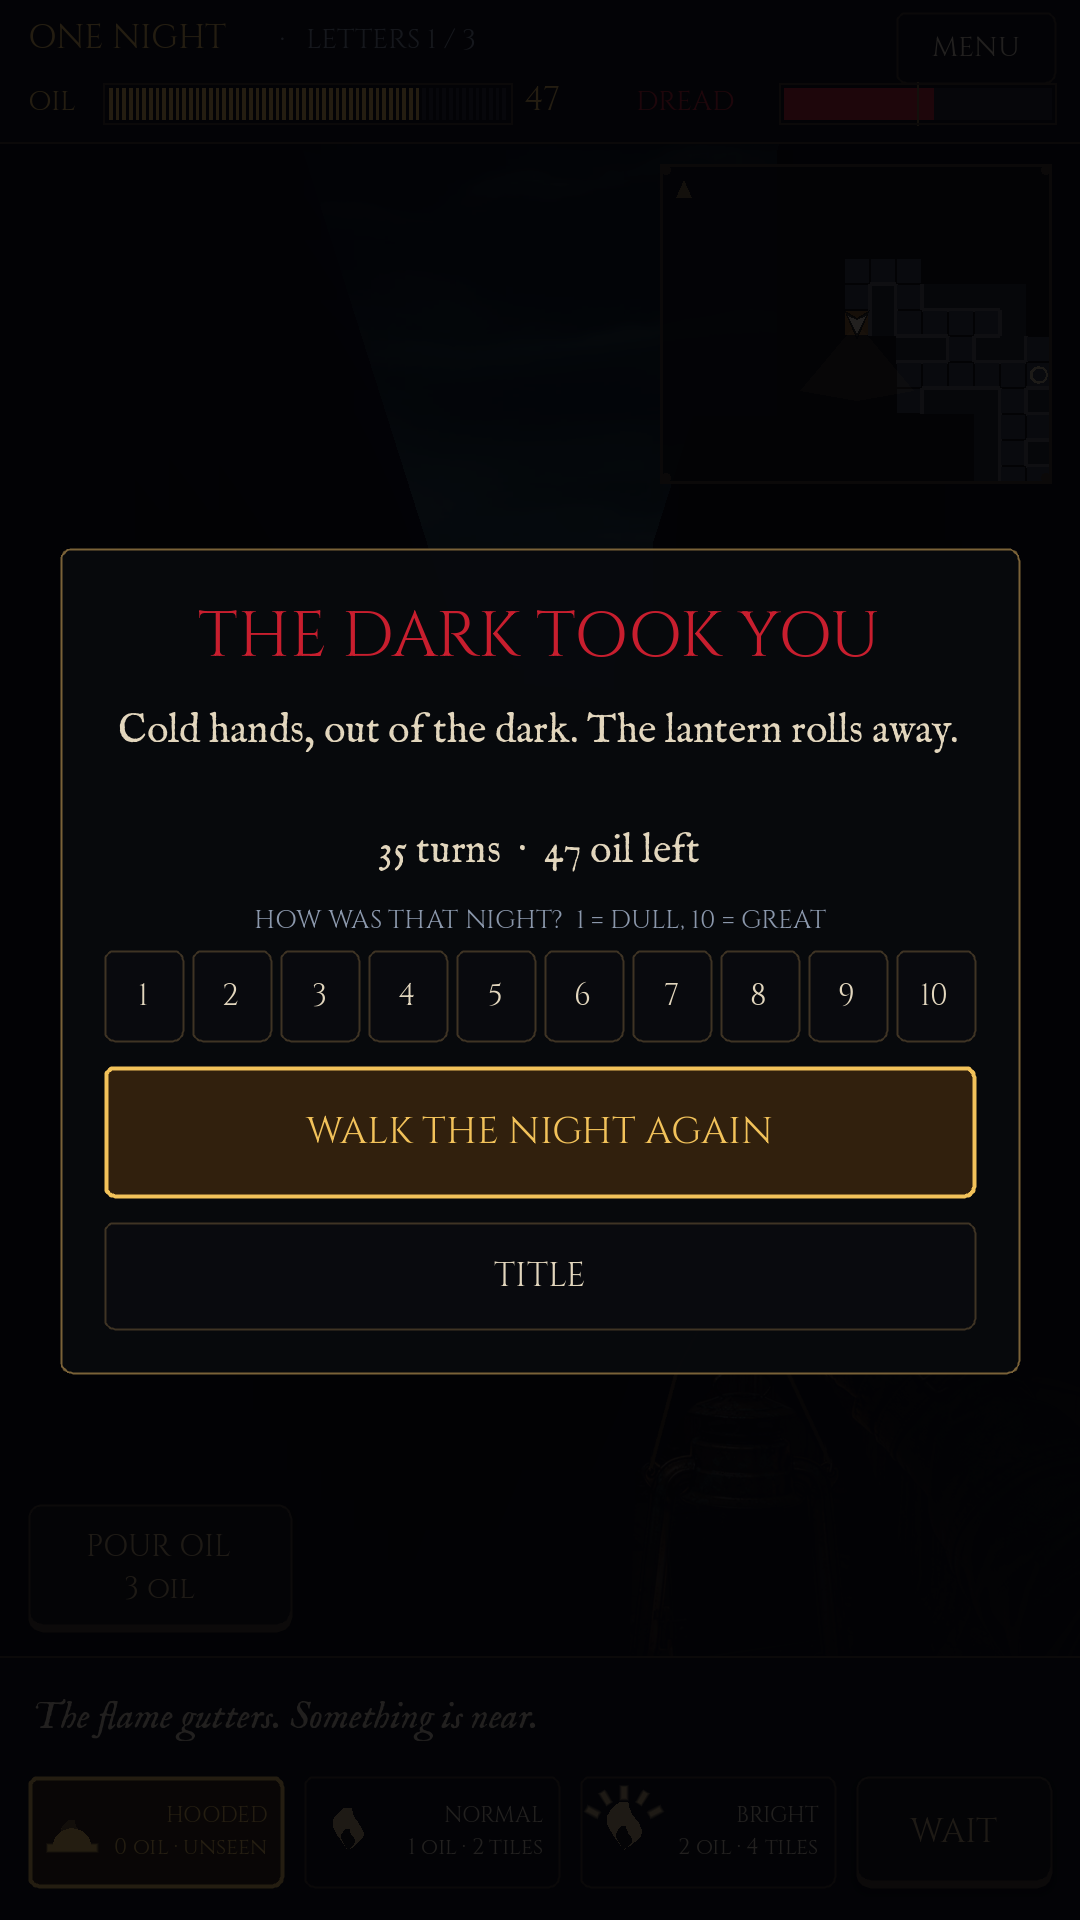 ONE NIGHT · LETTERS 1 / 3
MENU
OIL 47 DREAD
THE DARK TOOK YOU
Cold hands, out of the dark. The lantern rolls away.
35 turns · 47 oil left
HOW WAS THAT NIGHT? 1 = DULL, 10 = GREAT
1 2 3 4 5 6 7 8 9 10
WALK THE NIGHT AGAIN
TITLE
POUR OIL
3 OIL
The flame gutters. Something is near.
HOODED
0 OIL · UNSEEN
NORMAL
1 OIL · 2 TILES
BRIGHT
2 OIL · 4 TILES
WAIT